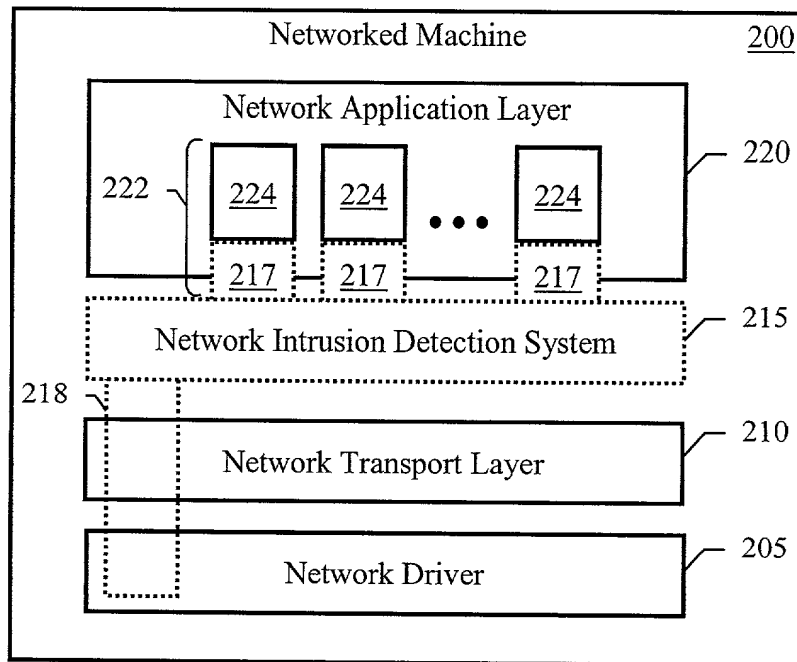 Networked Machine 200
Network Application Layer
220
222
224 224 224
217 217 217
215
Network Intrusion Detection System
218
210
Network Transport Layer
205
Network Driver